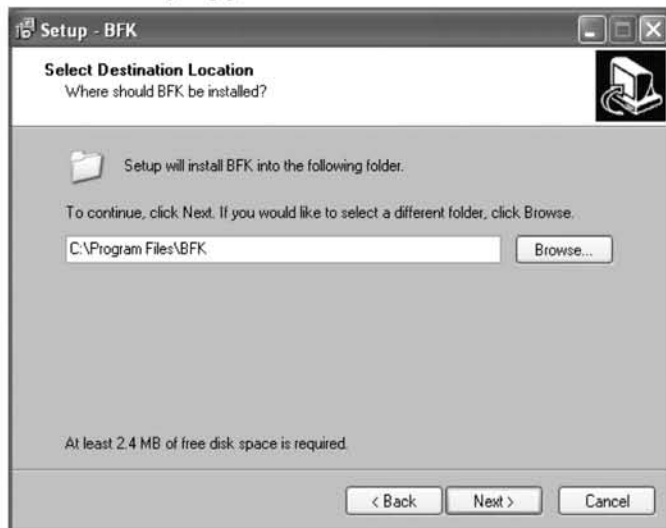 Setup - BFK
Select Destination Location
Where should BFK be installed?
Setup will install BFK into the following folder.
To continue, click Next. If you would like to select a different folder, click Browse.
C:\Program Files\BFK
Browse...
At least 2.4 MB of free disk space is required.
< Back
Next >
Cancel